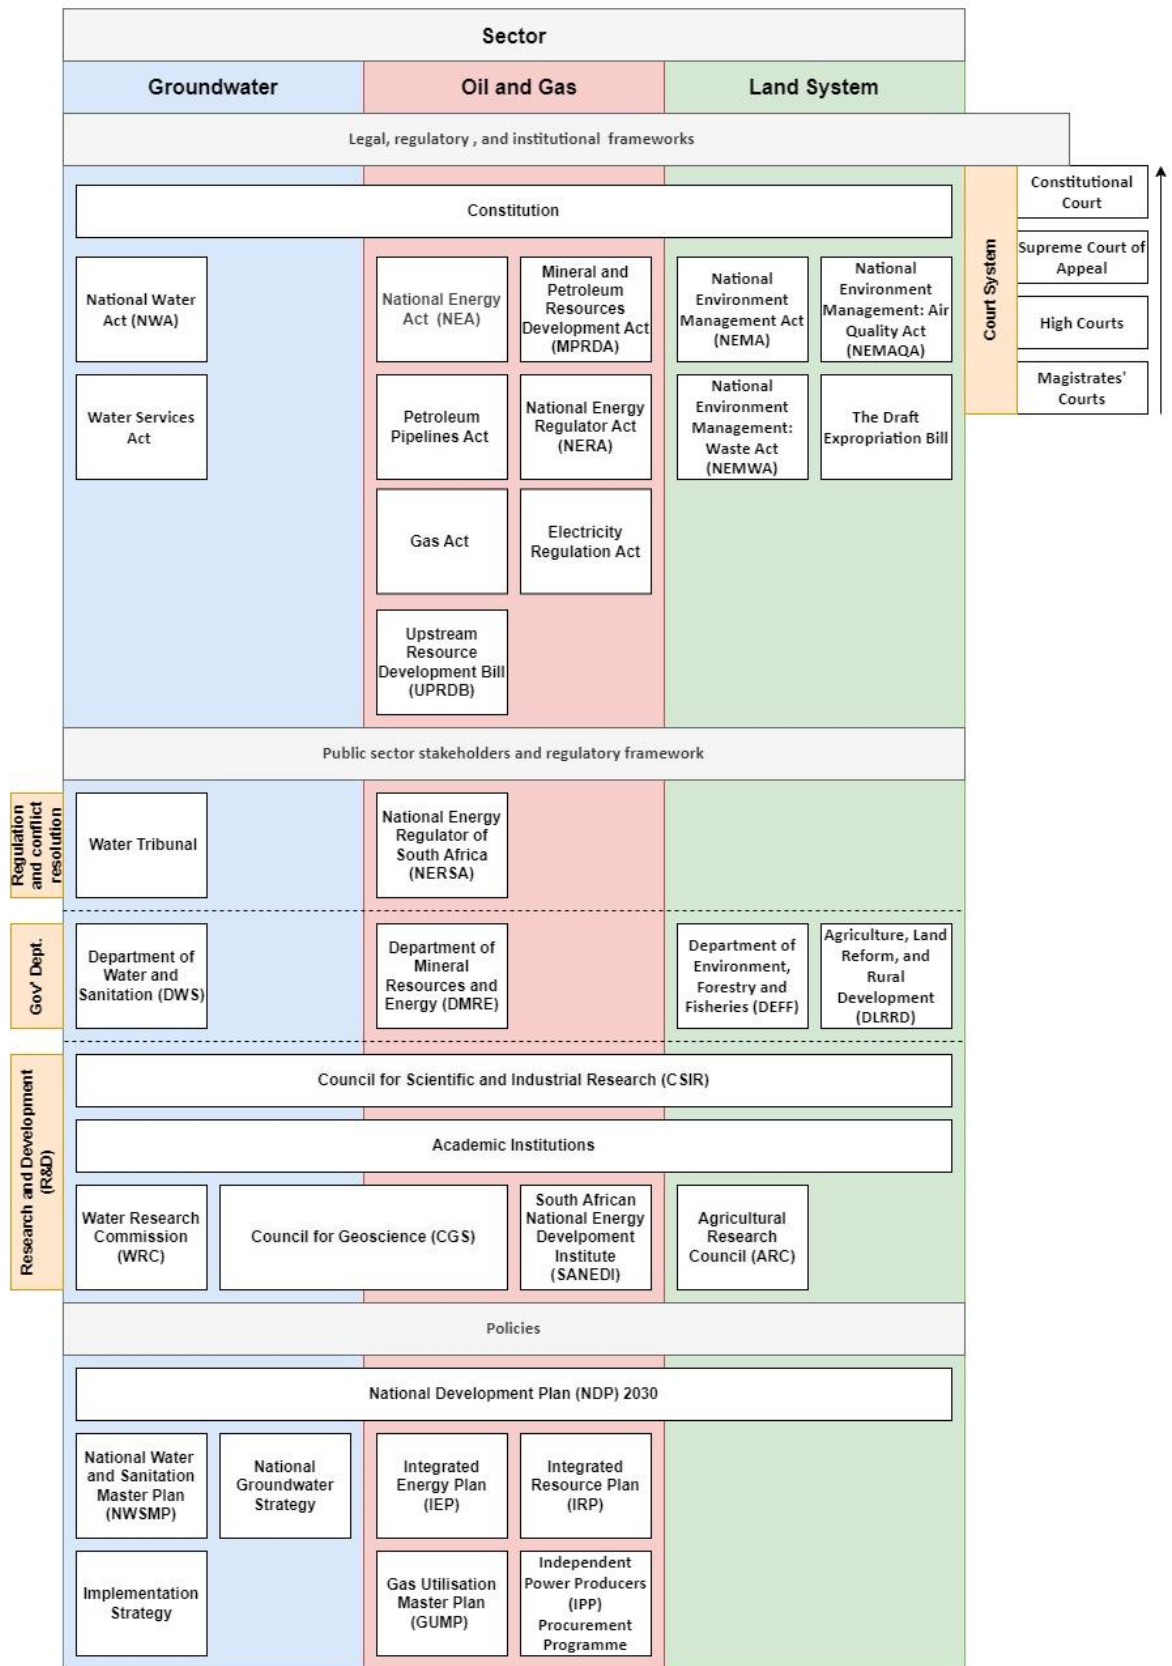 Sector
Groundwater
Oil and Gas
Land System
Legal, regulatory , and institutional frameworks
Constitution
Court System
Constitutional
Court
Supreme Court of
Appeal
High Courts
Magistrates'
Courts
National Water
Act (NWA)
National Energy
Act (NEA)
Mineral and
Petroleum
Resources
Development Act
(MPRDA)
National
Environment
Management Act
(NEMA)
National
Environment
Management: Air
Quality Act
(NEMAQA)
Water Services
Act
Petroleum
Pipelines Act
National Energy
Regulator Act
(NERA)
National
Environment
Management:
Waste Act
(NEMWA)
The Draft
Expropriation Bill
Gas Act
Electricity
Regulation Act
Upstream
Resource
Development Bill
(UPRDB)
Public sector stakeholders and regulatory framework
Regulation
and conflict
resolution
Water Tribunal
National Energy
Regulator of
South Africa
(NERSA)
Gov' Dept.
Department of
Water and
Sanitation (DWS)
Department of
Mineral
Resources and
Energy (DMRE)
Department of
Environment,
Forestry and
Fisheries (DEFF)
Agriculture, Land
Reform, and
Rural
Development
(DLRRD)
Research and Development
(R&D)
Council for Scientific and Industrial Research (CSIR)
Academic Institutions
Water Research
Commission
(WRC)
Council for Geoscience (CGS)
South African
National Energy
Develpoment
Institute
(SANEDI)
Agricultural
Research
Council (ARC)
Policies
National Development Plan (NDP) 2030
National Water
and Sanitation
Master Plan
(NWSMP)
National
Groundwater
Strategy
Integrated
Energy Plan
(IEP)
Integrated
Resource Plan
(IRP)
Implementation
Strategy
Gas Utilisation
Master Plan
(GUMP)
Independent
Power Producers
(IPP)
Procurement
Programme